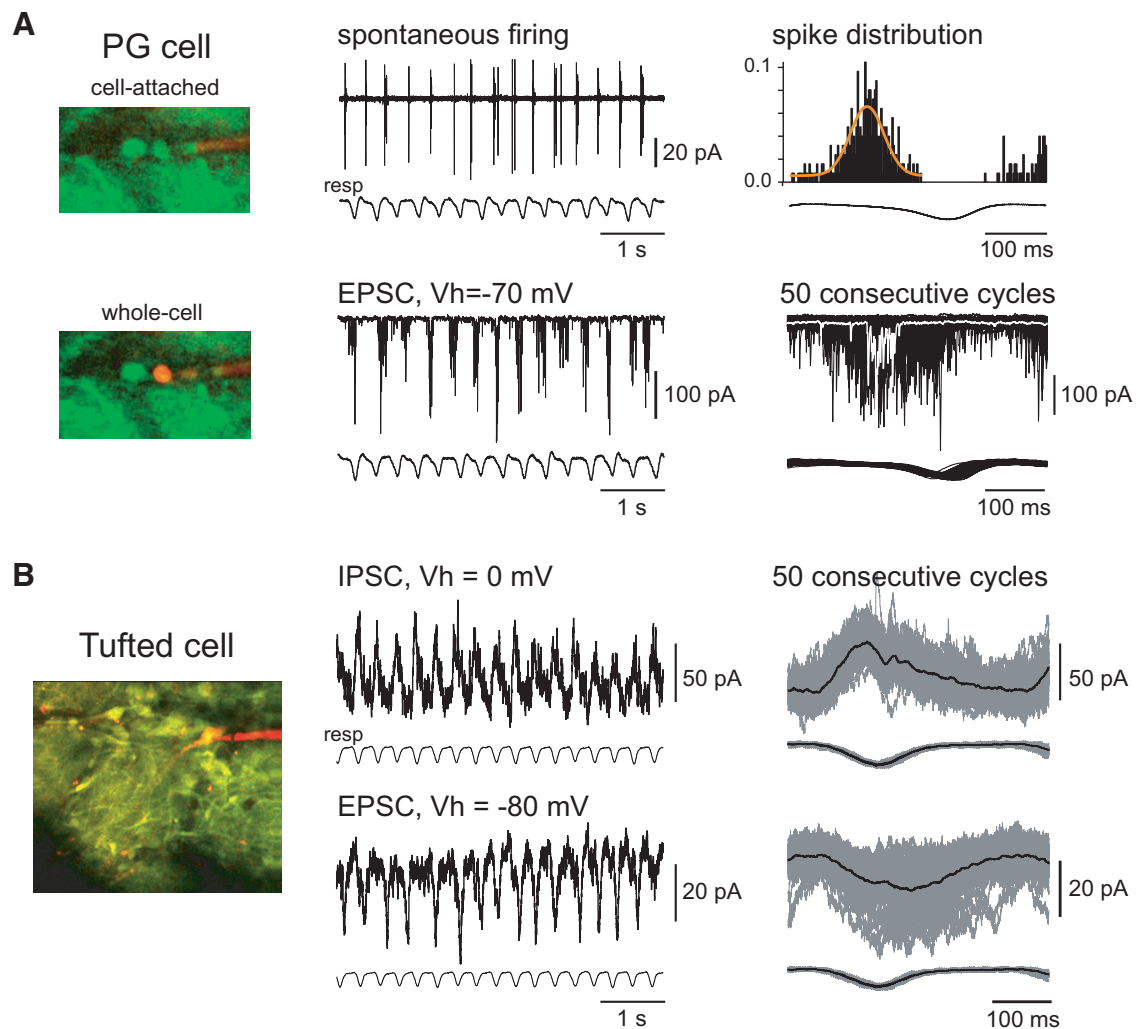 A
PG cell
cell-attached
spontaneous firing
20 pA
resp
1 s
spike distribution
0.1
0.0
100 ms
whole-cell
EPSC, Vh=-70 mV
100 pA
1 s
50 consecutive cycles
100 pA
100 ms
B
Tufted cell
IPSC, Vh = 0 mV
50 pA
resp
50 consecutive cycles
50 pA
EPSC, Vh = -80 mV
20 pA
1 s
20 pA
100 ms